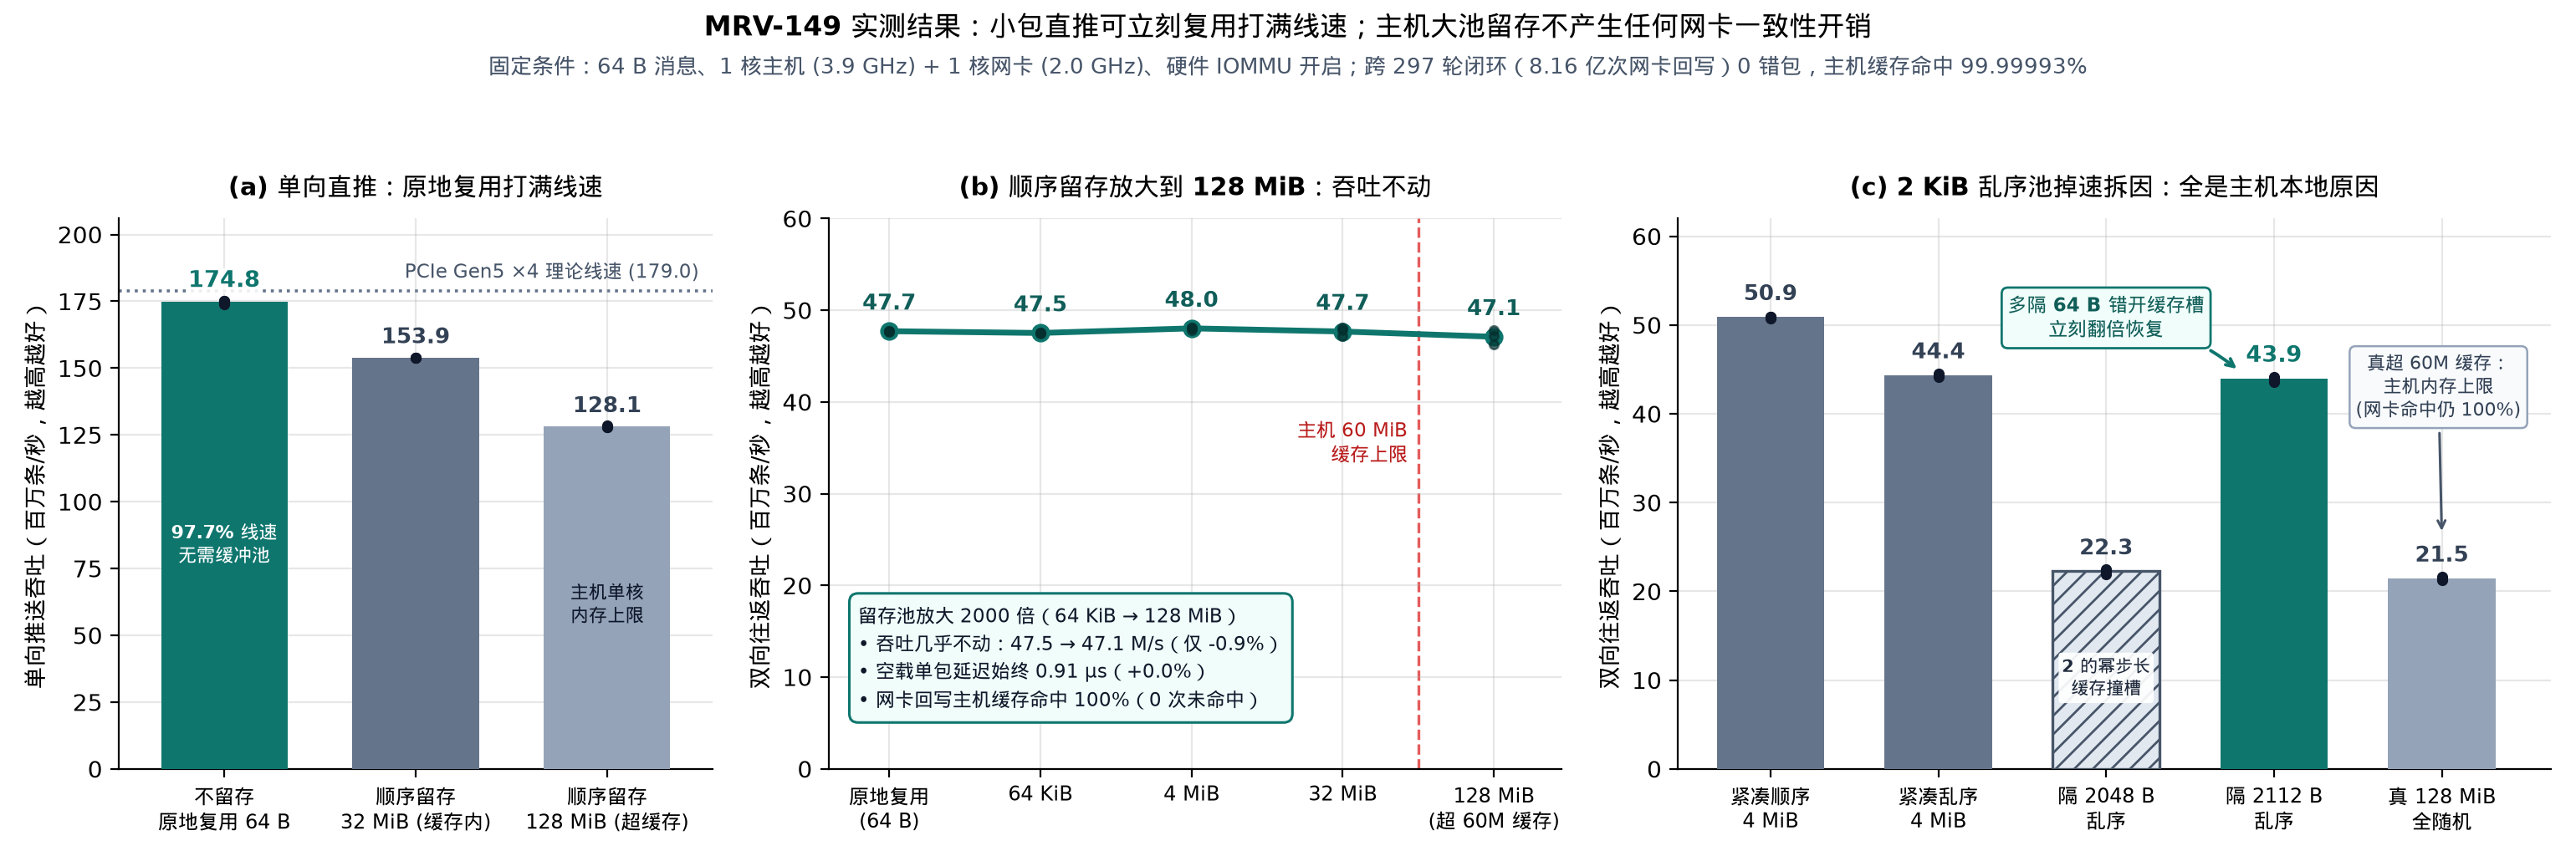 MRV-149 实测结果：小包直推可立刻复用打满线速；主机大池留存不产生任何网卡一致性开销
固定条件：64 B 消息、1 核主机 (3.9 GHz) + 1 核网卡 (2.0 GHz)、硬件 IOMMU 开启；跨 297 轮闭环（8.16 亿次网卡回写）0 错包，主机缓存命中 99.99993%
(a) 单向直推：原地复用打满线速
单向推送吞吐（百万条/秒，越高越好）
200
175
150
125
100
75
50
25
0
PCIe Gen5 ×4 理论线速 (179.0)
174.8
153.9
128.1
97.7% 线速
无需缓冲池
主机单核
内存上限
不留存
原地复用 64 B
顺序留存
32 MiB (缓存内)
顺序留存
128 MiB (超缓存)
(b) 顺序留存放大到 128 MiB：吞吐不动
双向往返吞吐（百万条/秒，越高越好）
60
50
40
30
20
10
0
47.7
47.5
48.0
47.7
47.1
主机 60 MiB
缓存上限
留存池放大 2000 倍（64 KiB → 128 MiB）
• 吞吐几乎不动：47.5 → 47.1 M/s（仅 -0.9%）
• 空载单包延迟始终 0.91 µs（+0.0%）
• 网卡回写主机缓存命中 100%（0 次未命中）
原地复用
(64 B)
64 KiB
4 MiB
32 MiB
128 MiB
(超 60M 缓存)
(c) 2 KiB 乱序池掉速拆因：全是主机本地原因
双向往返吞吐（百万条/秒，越高越好）
60
50
40
30
20
10
0
50.9
44.4
22.3
43.9
21.5
多隔 64 B 错开缓存槽
立刻翻倍恢复
真超 60M 缓存：
主机内存上限
(网卡命中仍 100%)
2 的幂步长
缓存撞槽
紧凑顺序
4 MiB
紧凑乱序
4 MiB
隔 2048 B
乱序
隔 2112 B
乱序
真 128 MiB
全随机